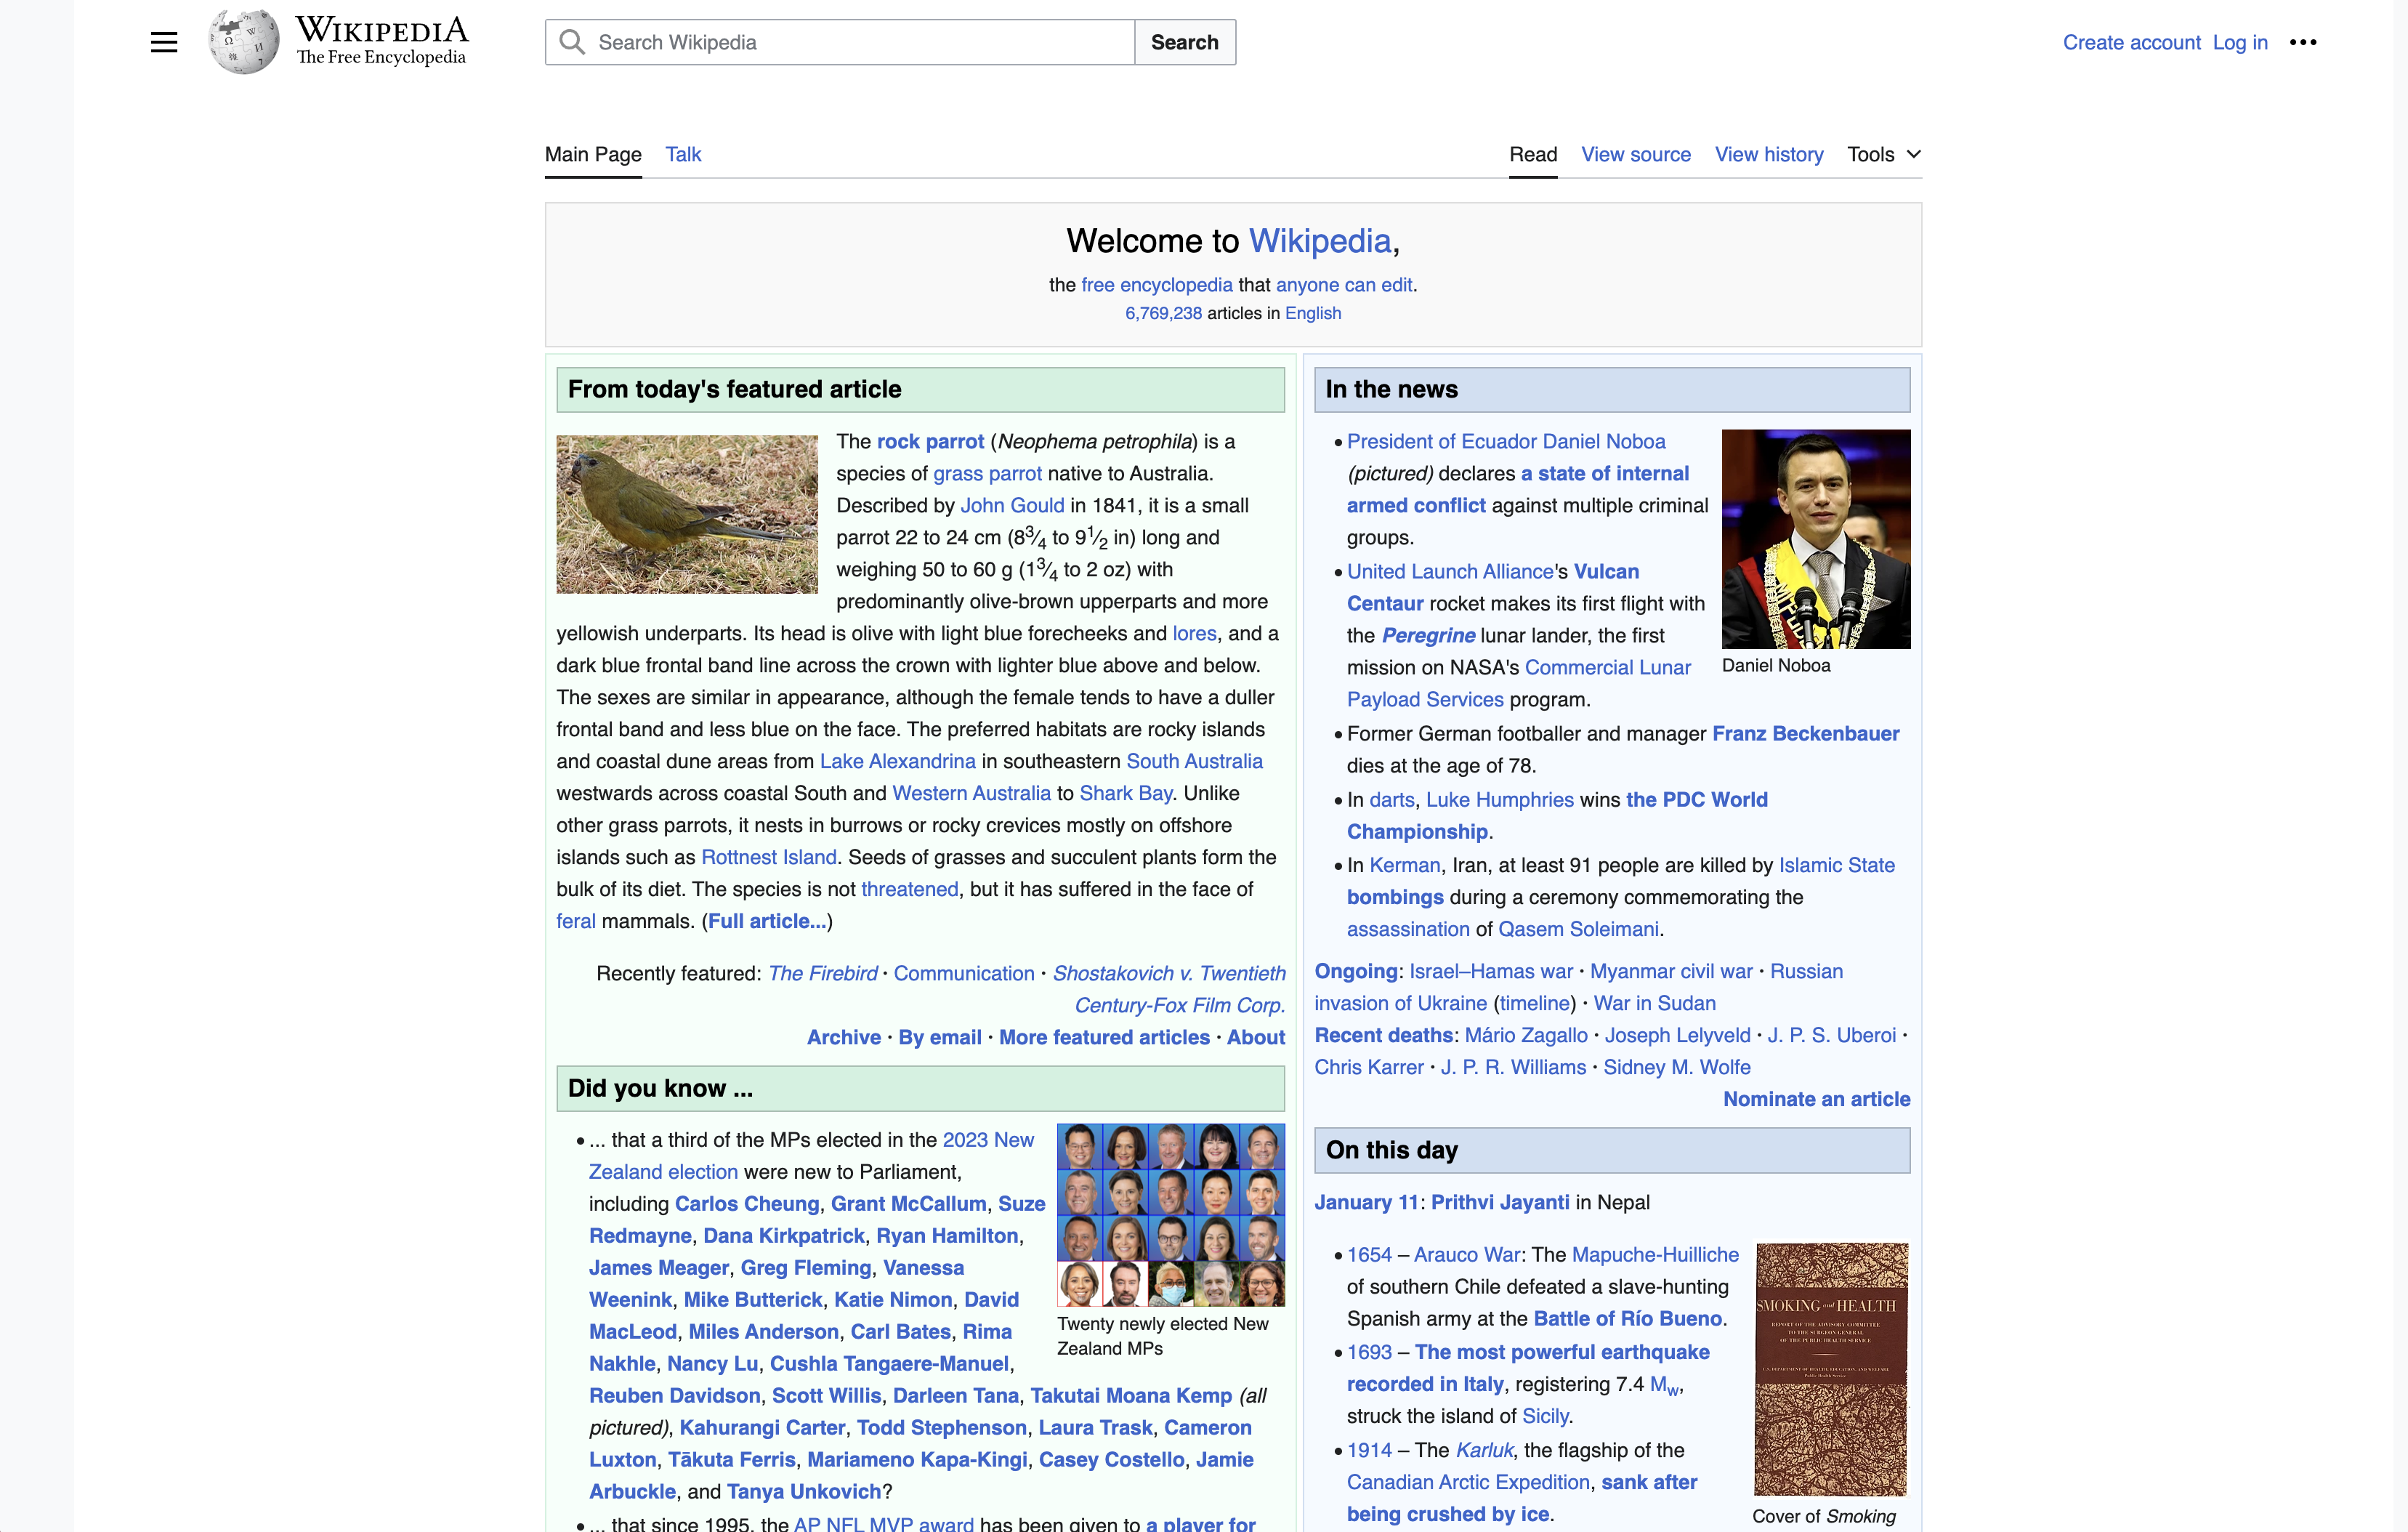 WIKIPEDIA
The Free Encyclopedia
Search Wikipedia
Search
Create account Log in
Main Page Talk
Read View source View history Tools
Welcome to Wikipedia,
the free encyclopedia that anyone can edit.
6,769,238 articles in English
From today's featured article
The rock parrot (Neophema petrophila) is a
species of grass parrot native to Australia.
Described by John Gould in 1841, it is a small
parrot 22 to 24 cm (8 3⁄4 to 9 1⁄2 in) long and
weighing 50 to 60 g (1 3⁄4 to 2 oz) with
predominantly olive-brown upperparts and more
yellowish underparts. Its head is olive with light blue forecheeks and lores, and a
dark blue frontal band line across the crown with lighter blue above and below.
The sexes are similar in appearance, although the female tends to have a duller
frontal band and less blue on the face. The preferred habitats are rocky islands
and coastal dune areas from Lake Alexandrina in southeastern South Australia
westwards across coastal South and Western Australia to Shark Bay. Unlike
other grass parrots, it nests in burrows or rocky crevices mostly on offshore
islands such as Rottnest Island. Seeds of grasses and succulent plants form the
bulk of its diet. The species is not threatened, but it has suffered in the face of
feral mammals. (Full article...)
Recently featured: The Firebird · Communication · Shostakovich v. Twentieth
Century-Fox Film Corp.
Archive · By email · More featured articles · About
Did you know ...
• ... that a third of the MPs elected in the 2023 New
Zealand election were new to Parliament,
including Carlos Cheung, Grant McCallum, Suze
Redmayne, Dana Kirkpatrick, Ryan Hamilton,
James Meager, Greg Fleming, Vanessa
Weenink, Mike Butterick, Katie Nimon, David
MacLeod, Miles Anderson, Carl Bates, Rima
Nakhle, Nancy Lu, Cushla Tangaere-Manuel,
Reuben Davidson, Scott Willis, Darleen Tana, Takutai Moana Kemp (all
pictured), Kahurangi Carter, Todd Stephenson, Laura Trask, Cameron
Luxton, Tākuta Ferris, Mariameno Kapa-Kingi, Casey Costello, Jamie
Arbuckle, and Tanya Unkovich?
Twenty newly elected New
Zealand MPs
• ... that since 1995, the AP NFL MVP award has been given to a player for
In the news
• President of Ecuador Daniel Noboa
(pictured) declares a state of internal
armed conflict against multiple criminal
groups.
• United Launch Alliance's Vulcan
Centaur rocket makes its first flight with
the Peregrine lunar lander, the first
mission on NASA's Commercial Lunar
Payload Services program.
Daniel Noboa
• Former German footballer and manager Franz Beckenbauer
dies at the age of 78.
• In darts, Luke Humphries wins the PDC World
Championship.
• In Kerman, Iran, at least 91 people are killed by Islamic State
bombings during a ceremony commemorating the
assassination of Qasem Soleimani.
Ongoing: Israel–Hamas war · Myanmar civil war · Russian
invasion of Ukraine (timeline) · War in Sudan
Recent deaths: Mário Zagallo · Joseph Lelyveld · J. P. S. Uberoi ·
Chris Karrer · J. P. R. Williams · Sidney M. Wolfe
Nominate an article
On this day
January 11: Prithvi Jayanti in Nepal
• 1654 – Arauco War: The Mapuche-Huilliche
of southern Chile defeated a slave-hunting
Spanish army at the Battle of Río Bueno.
• 1693 – The most powerful earthquake
recorded in Italy, registering 7.4 Mw,
struck the island of Sicily.
• 1914 – The Karluk, the flagship of the
Canadian Arctic Expedition, sank after
being crushed by ice.
SMOKING and HEALTH
REPORT OF THE ADVISORY COMMITTEE
TO THE SURGEON GENERAL
OF THE PUBLIC HEALTH SERVICE
U.S. DEPARTMENT OF HEALTH, EDUCATION, AND WELFARE
Public Health Service
Cover of Smoking